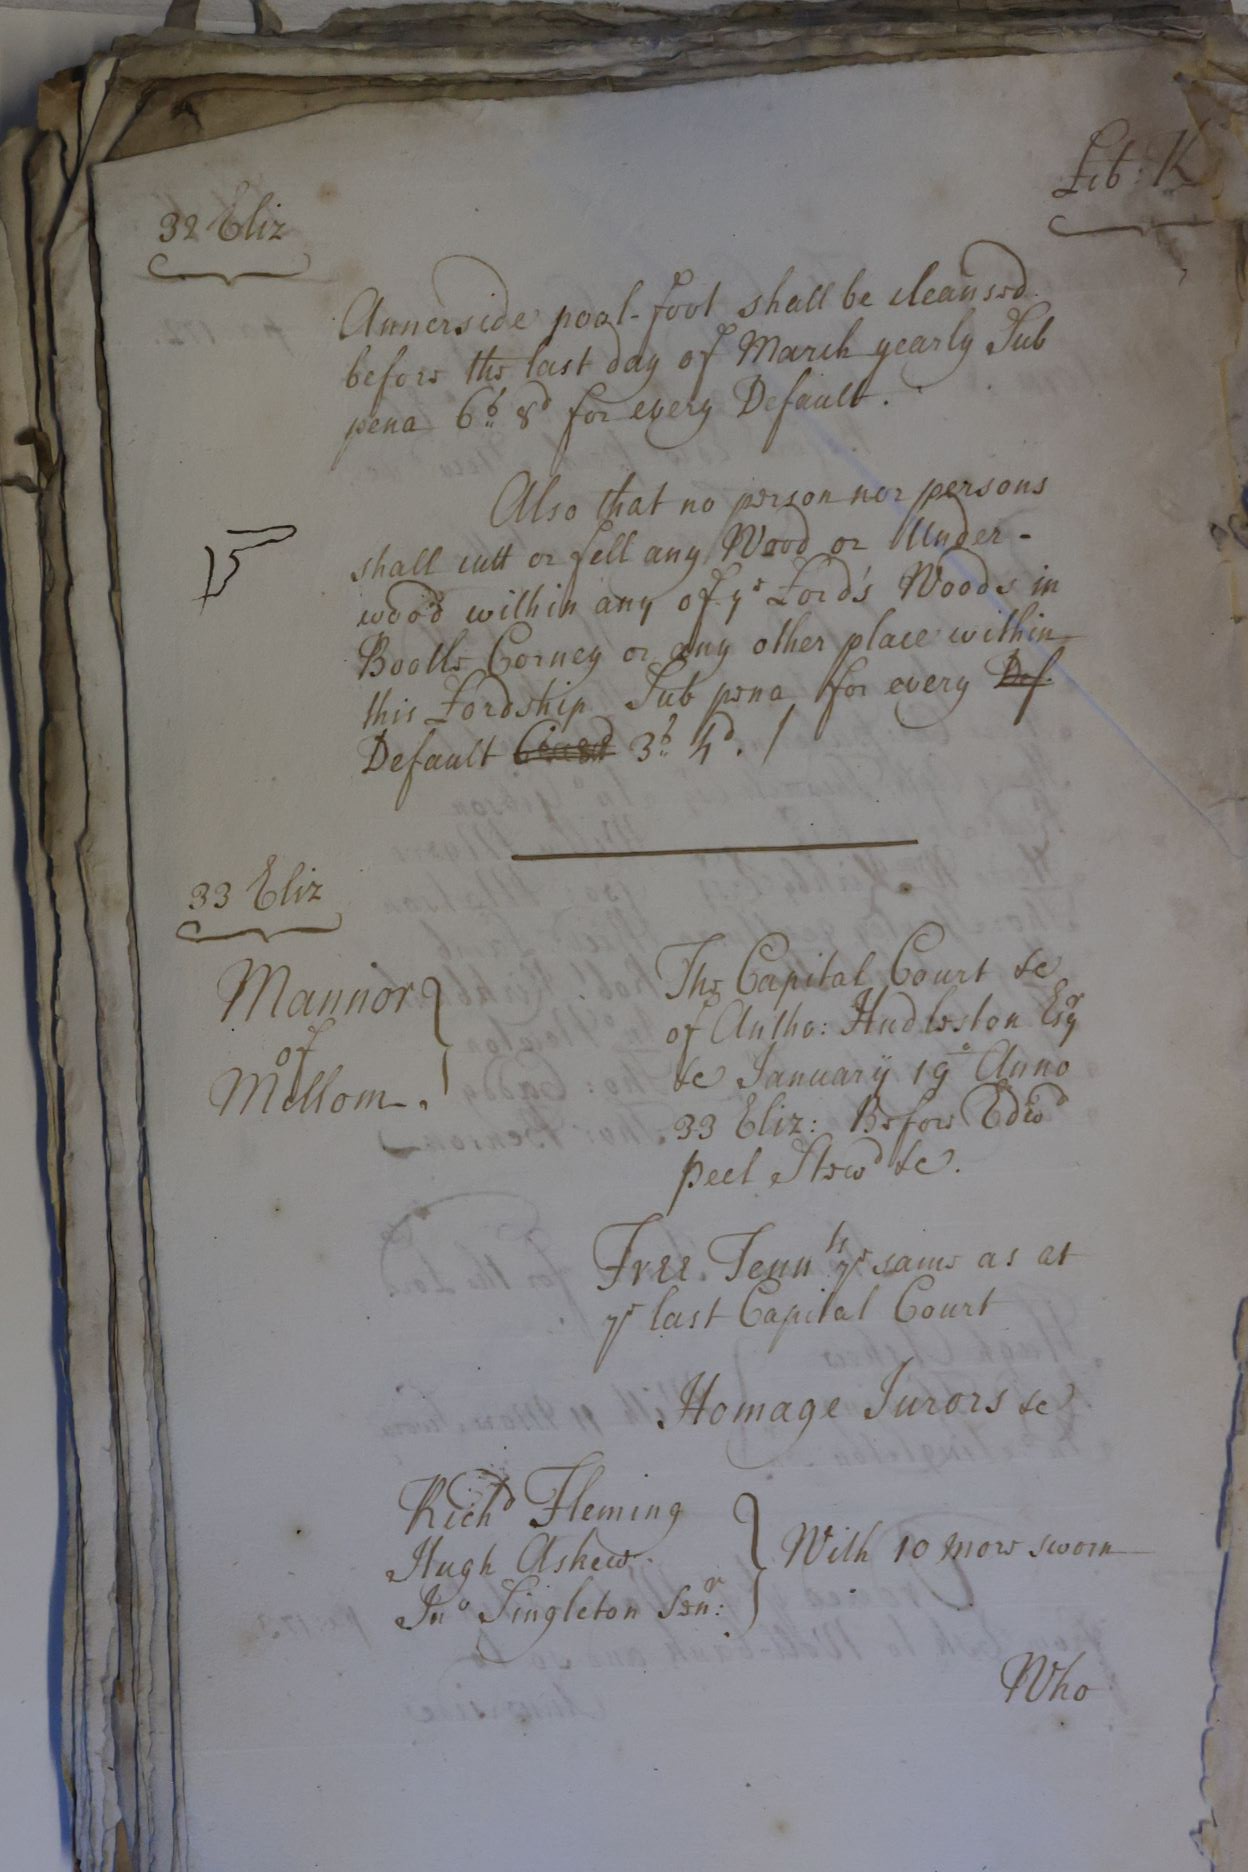 Lib: K
32 Eliz
Annerside pool-foot shall be cleansed
before the last day of March yearly Sub
pena 6s. 8d for every Default.
Also that no person nor persons
shall cutt or fell any Wood or Under-
wood within any of ye Lord's Woods in
Bootle Corney or any other place within
this Lordship Sub pena for every Def.
Default 3s. 4d. /
33 Eliz
Mannor
of
Millom.
The Capital Court &c
of Antho: Hudleston Esqr
&c January 19o Anno
33 Eliz: Before Edwd
peel Stewd &c.
Free Tennts ye same as at
ye last Capital Court
Homage Jurors &c
Richd Fleming
Hugh Askew.
Jno Singleton Senr:
With 10 more sworn
Who